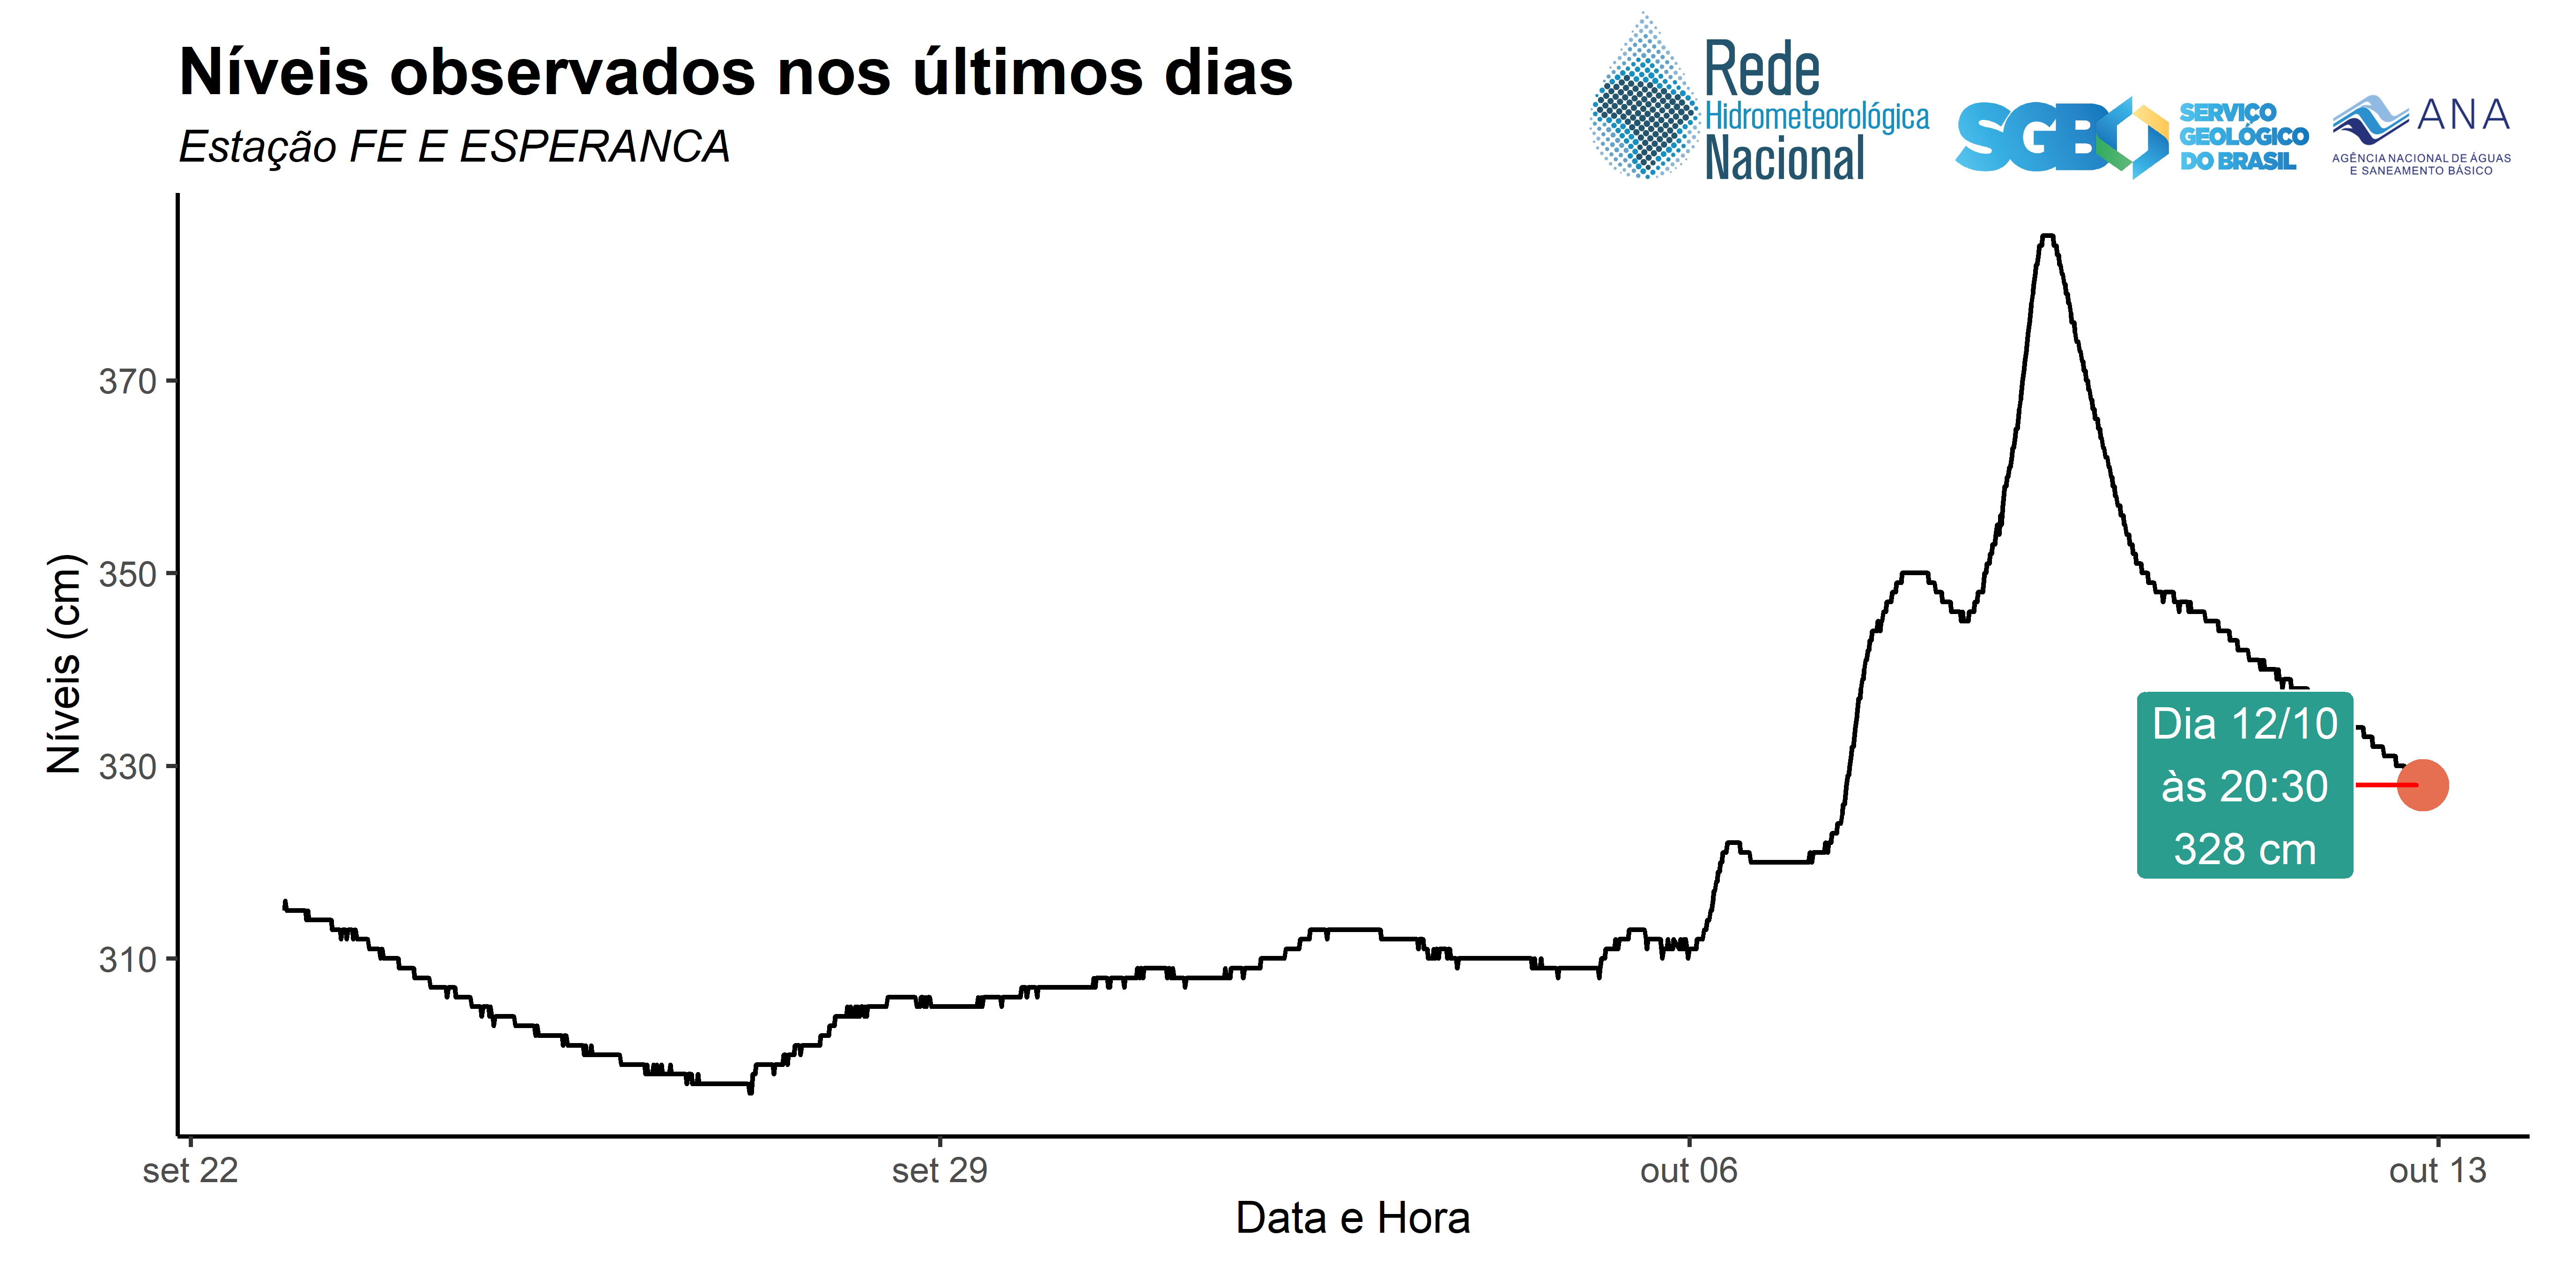 Níveis observados nos últimos dias
Estação FE E ESPERANCA
Rede
Hidrometeorológica
Nacional
SGB
SERVIÇO
GEOLÓGICO
DO BRASIL
ANA
AGÊNCIA NACIONAL DE ÁGUAS
E SANEAMENTO BÁSICO
Níveis (cm)
370
350
330
310
Dia 12/10
às 20:30
328 cm
set 22
set 29
out 06
out 13
Data e Hora